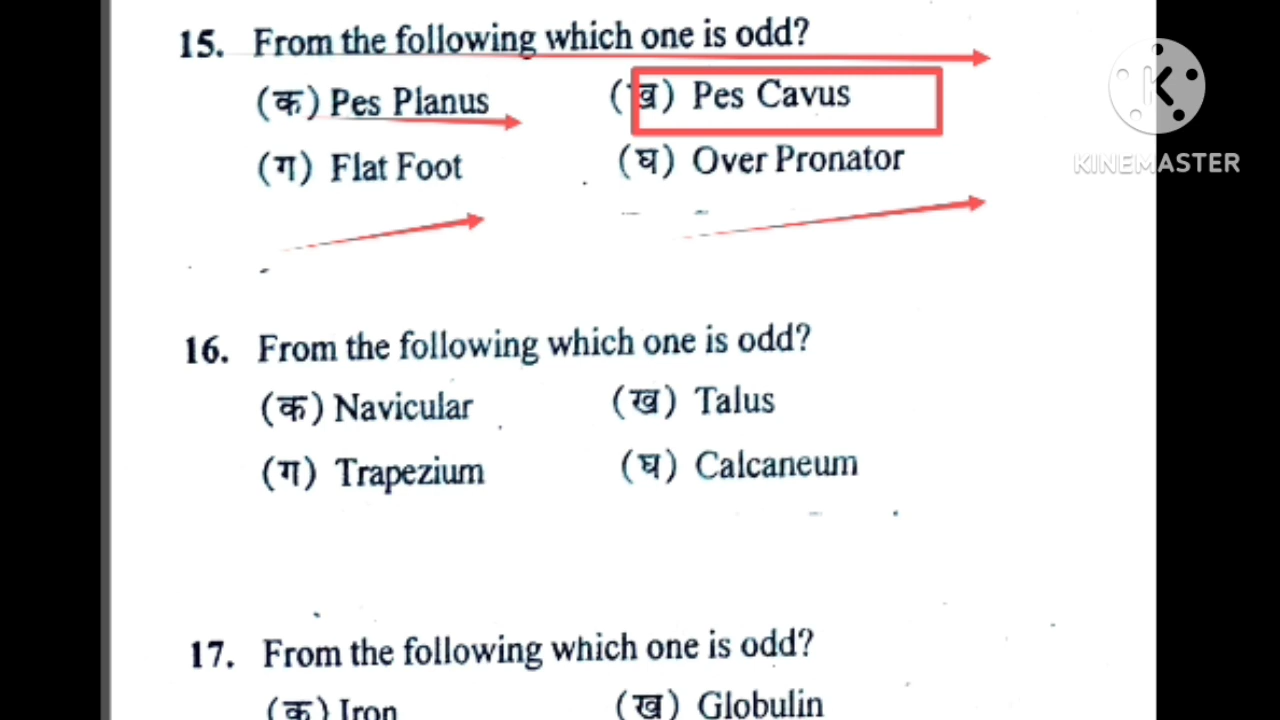 15. From the following which one is odd?
(क) Pes Planus (ख) Pes Cavus
(ग) Flat Foot (घ) Over Pronator
KINEMASTER
16. From the following which one is odd?
(क) Navicular (ख) Talus
(ग) Trapezium (घ) Calcaneum
17. From the following which one is odd?
(क) Iron (ख) Globulin